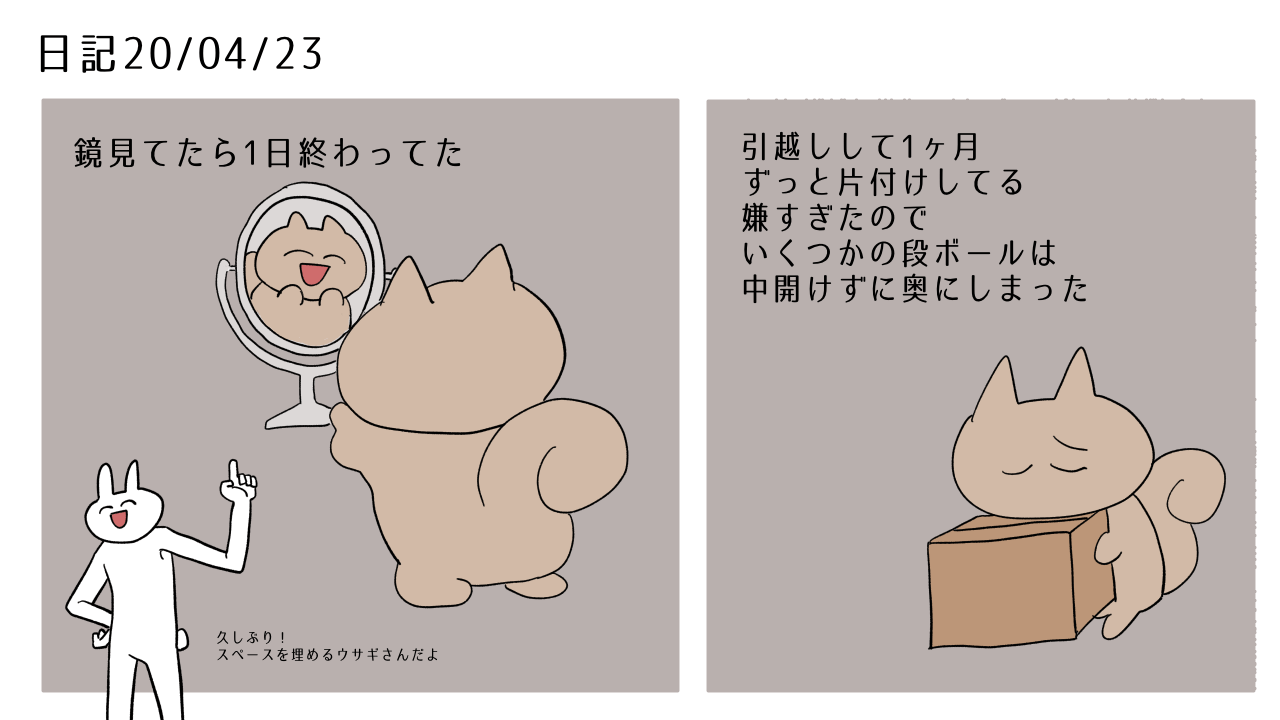 日記20/04/23
鏡見てたら1日終わってた
久しぶり！
スペースを埋めるウサギさんだよ
引越しして1ヶ月
ずっと片付けしてる
嫌すぎたので
いくつかの段ボールは
中開けずに奥にしまった